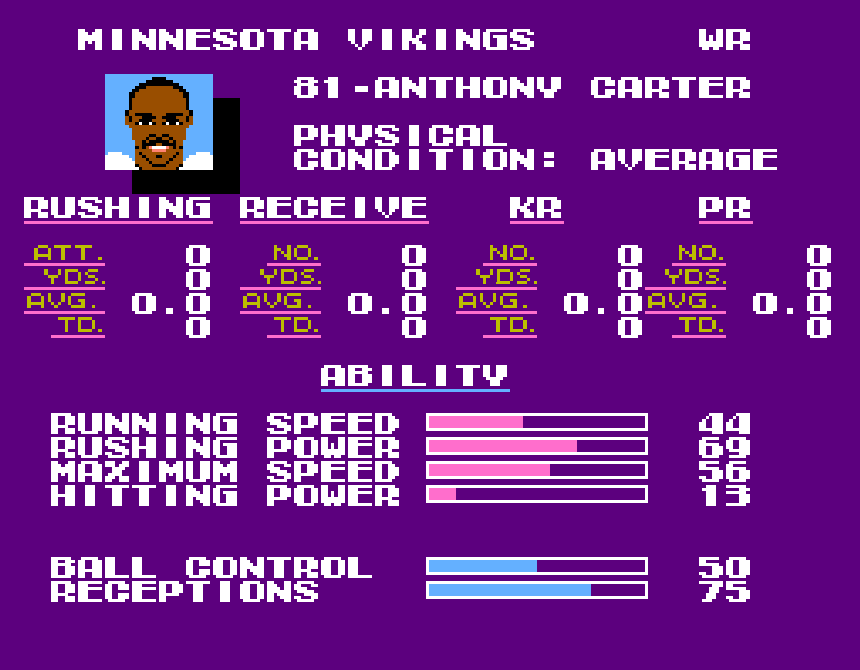 MINNESOTA VIKINGS WR
81-ANTHONY CARTER
PHYSICAL
CONDITION: AVERAGE
RUSHING RECEIVE KR PR
ATT. 0 NO. 0 NO. 0 NO. 0
YDS. 0 YDS. 0 YDS. 0 YDS. 0
AVG. 0.0 AVG. 0.0 AVG. 0.0 AVG. 0.0
TD. 0 TD. 0 TD. 0 TD. 0
ABILITY
RUNNING SPEED 44
RUSHING POWER 69
MAXIMUM SPEED 56
HITTING POWER 13
BALL CONTROL 50
RECEPTIONS 75